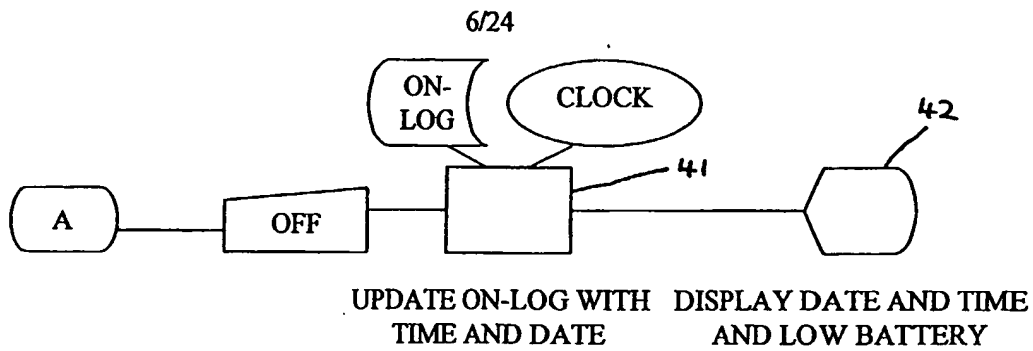 6/24
ON-
LOG
CLOCK
41
42
A
OFF
UPDATE ON-LOG WITH
TIME AND DATE
DISPLAY DATE AND TIME
AND LOW BATTERY